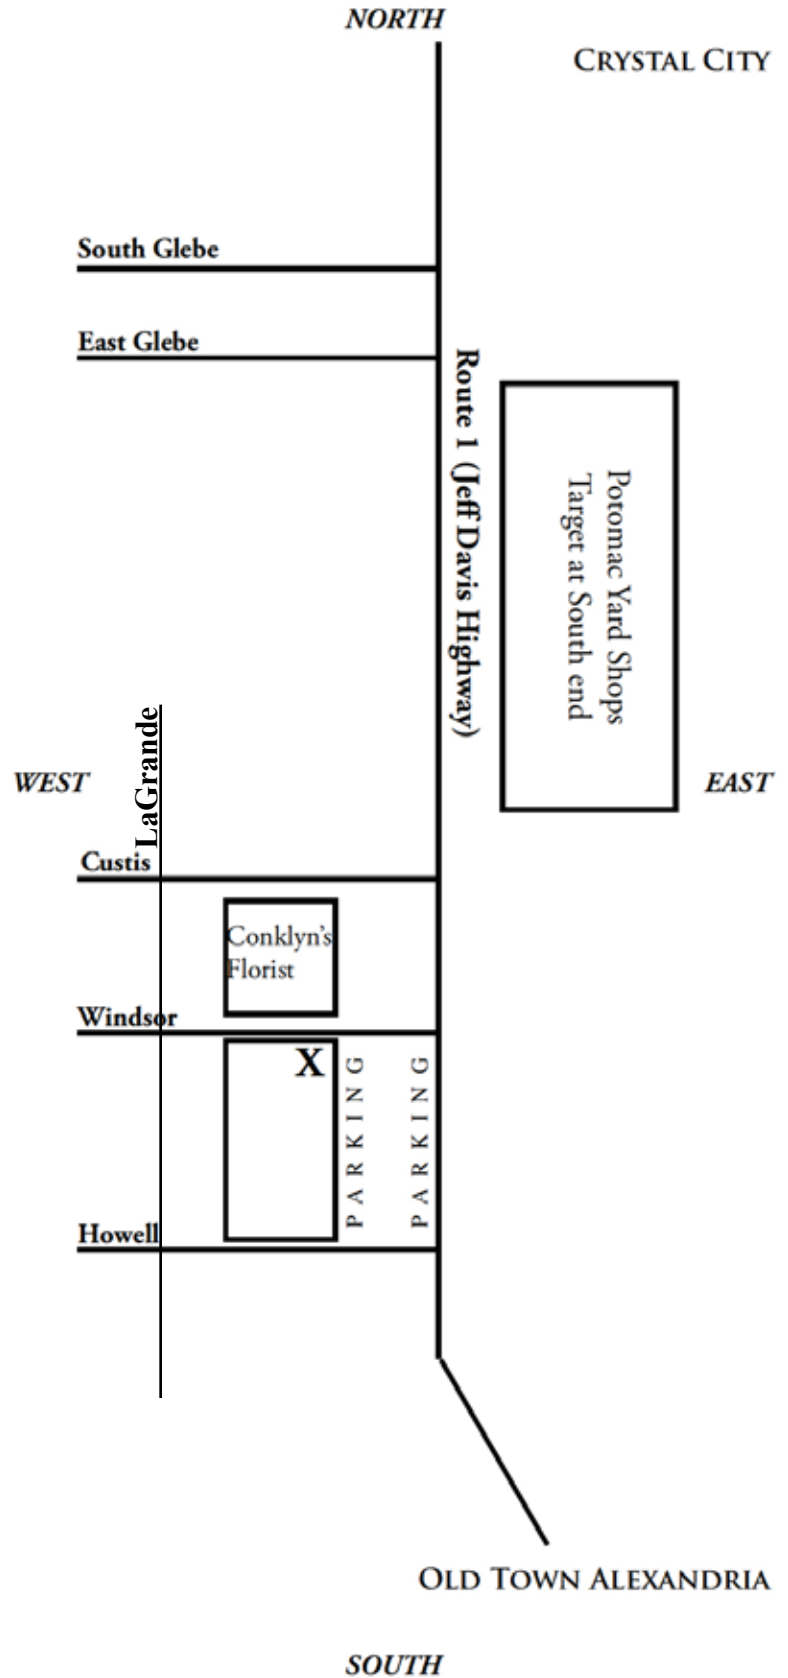 NORTH
CRYSTAL CITY
South Glebe
East Glebe
Route 1 (Jeff Davis Highway)
Potomac Yard Shops
Target at South end
LaGrande
WEST
EAST
Custis
Conklyn's
Florist
Windsor
X
PARKING
PARKING
Howell
OLD TOWN ALEXANDRIA
SOUTH